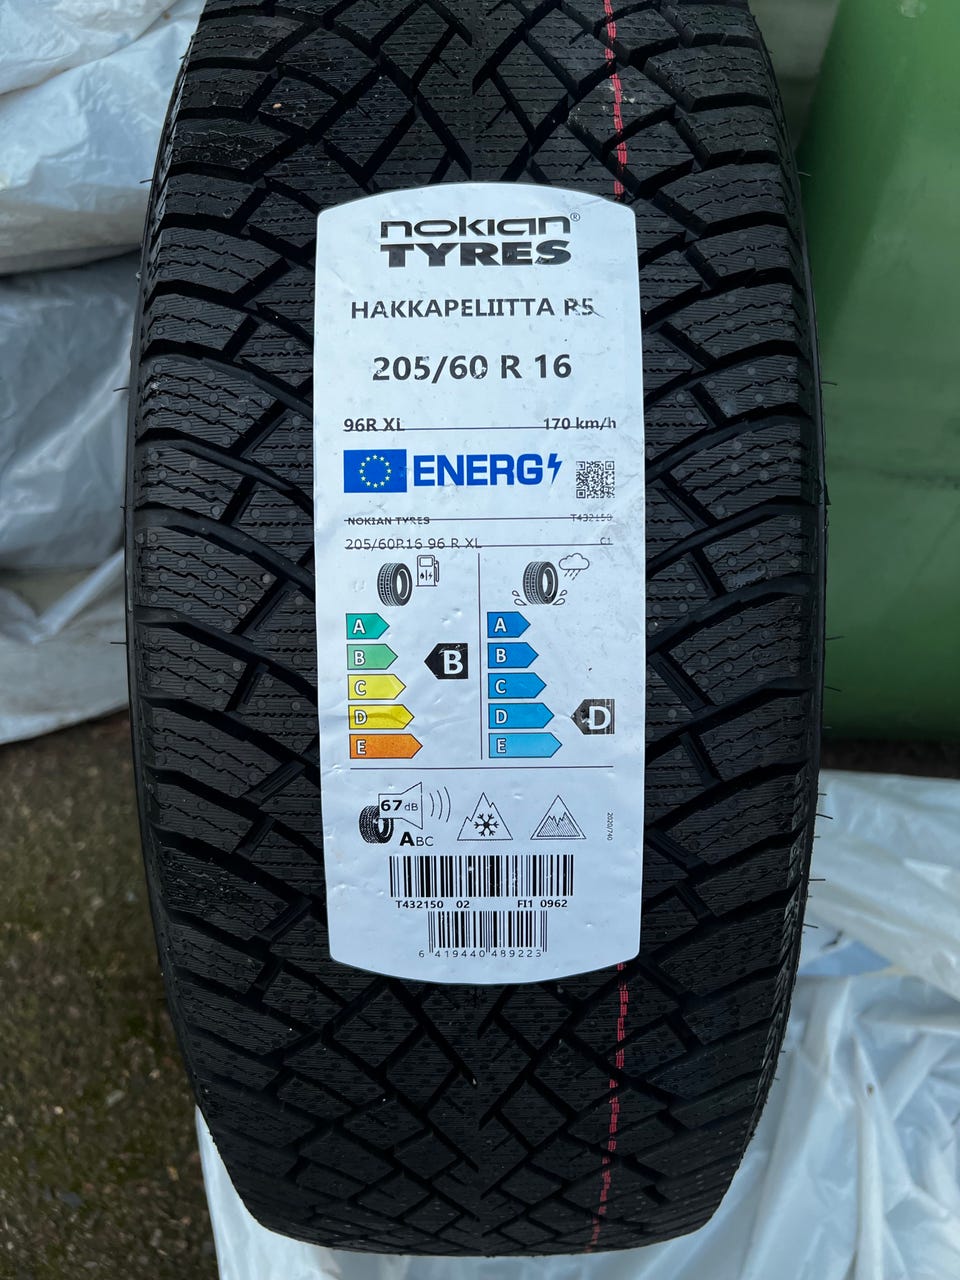 nokian®
TYRES
HAKKAPELIITTA R5
205/60 R 16
96R XL 170 km/h
ENERG
NOKIAN TYRES T432150
205/60R16 96 R XL C1
A A
B B B
C C
D D D
E E
67 dB
ABC
2020/740
T432150 02 FI1 0962
6 419440 489223